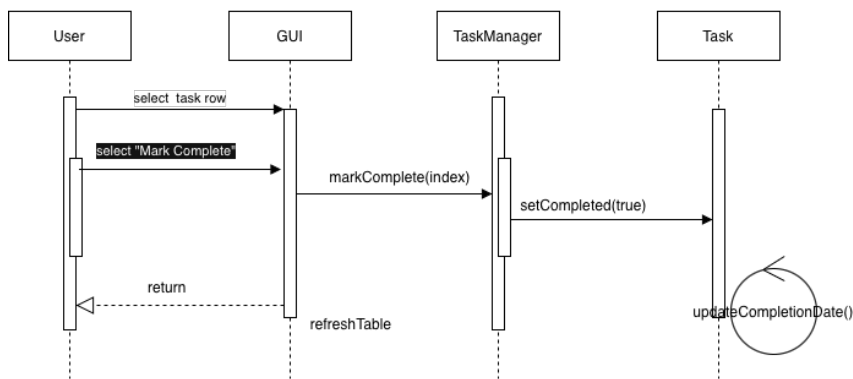 User
GUI
TaskManager
Task
select task row
select "Mark Complete"
markComplete(index)
setCompleted(true)
return
updateCompletionDate()
refreshTable